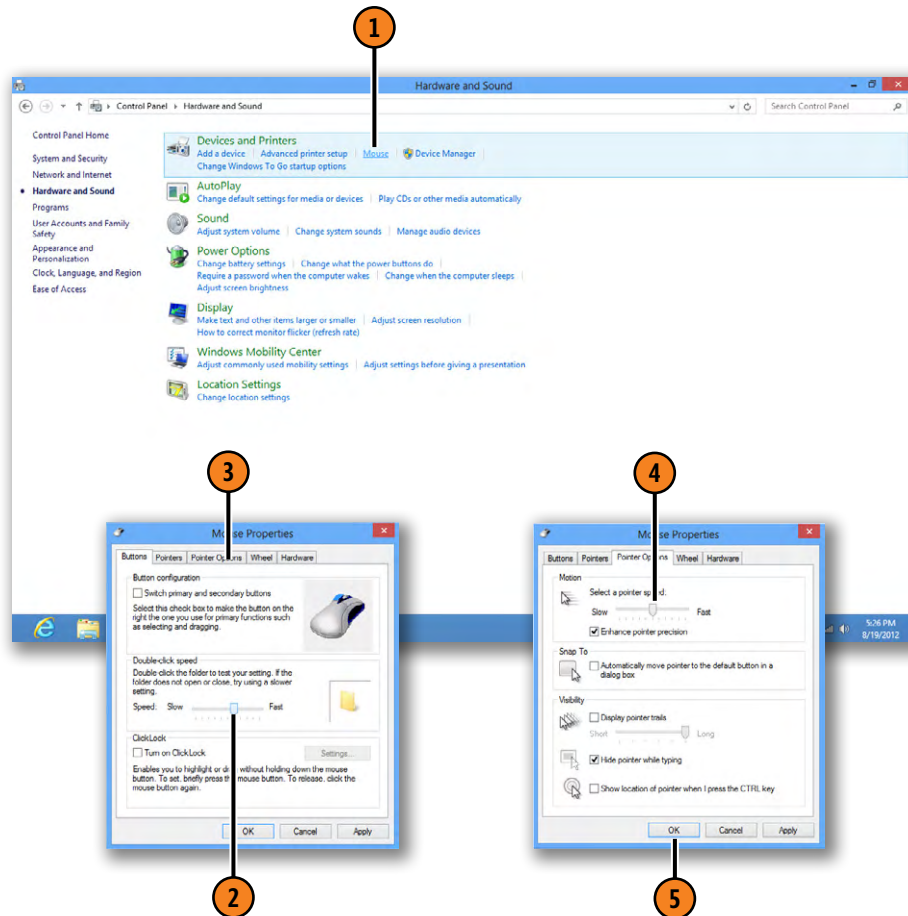 1
Hardware and Sound
Control Panel
Hardware and Sound
Search Control Panel
Control Panel Home
System and Security
Network and Internet
Hardware and Sound
Programs
User Accounts and Family
Safety
Appearance and
Personalization
Clock, Language, and Region
Ease of Access
Devices and Printers
Add a device | Advanced printer setup | Mouse | Device Manager
Change Windows To Go startup options
AutoPlay
Change default settings for media or devices | Play CDs or other media automatically
Sound
Adjust system volume | Change system sounds | Manage audio devices
Power Options
Change battery settings | Change what the power buttons do
Require a password when the computer wakes | Change when the computer sleeps
Adjust screen brightness
Display
Make text and other items larger or smaller | Adjust screen resolution
How to correct monitor flicker (refresh rate)
Windows Mobility Center
Adjust commonly used mobility settings | Adjust settings before giving a presentation
Location Settings
Change location settings
3
Mouse Properties
Buttons Pointers Pointer Options Wheel Hardware
Button configuration
Switch primary and secondary buttons
Select this check box to make the button on the
right the one you use for primary functions such
as selecting and dragging.
Double-click speed
Double-click the folder to test your setting. If the
folder does not open or close, try using a slower
setting.
Speed: Slow Fast
ClickLock
Turn on ClickLock
Settings...
Enables you to highlight or drag without holding down the mouse
button. To set, briefly press the mouse button. To release, click the
mouse button again.
OK Cancel Apply
2
4
Mouse Properties
Buttons Pointers Pointer Options Wheel Hardware
Motion
Select a pointer speed.
Slow Fast
Enhance pointer precision
Snap To
Automatically move pointer to the default button in a
dialog box
Visibility
Display pointer trails
Short Long
Hide pointer while typing
Show location of pointer when I press the CTRL key
OK Cancel Apply
5
5:26 PM
8/19/2012